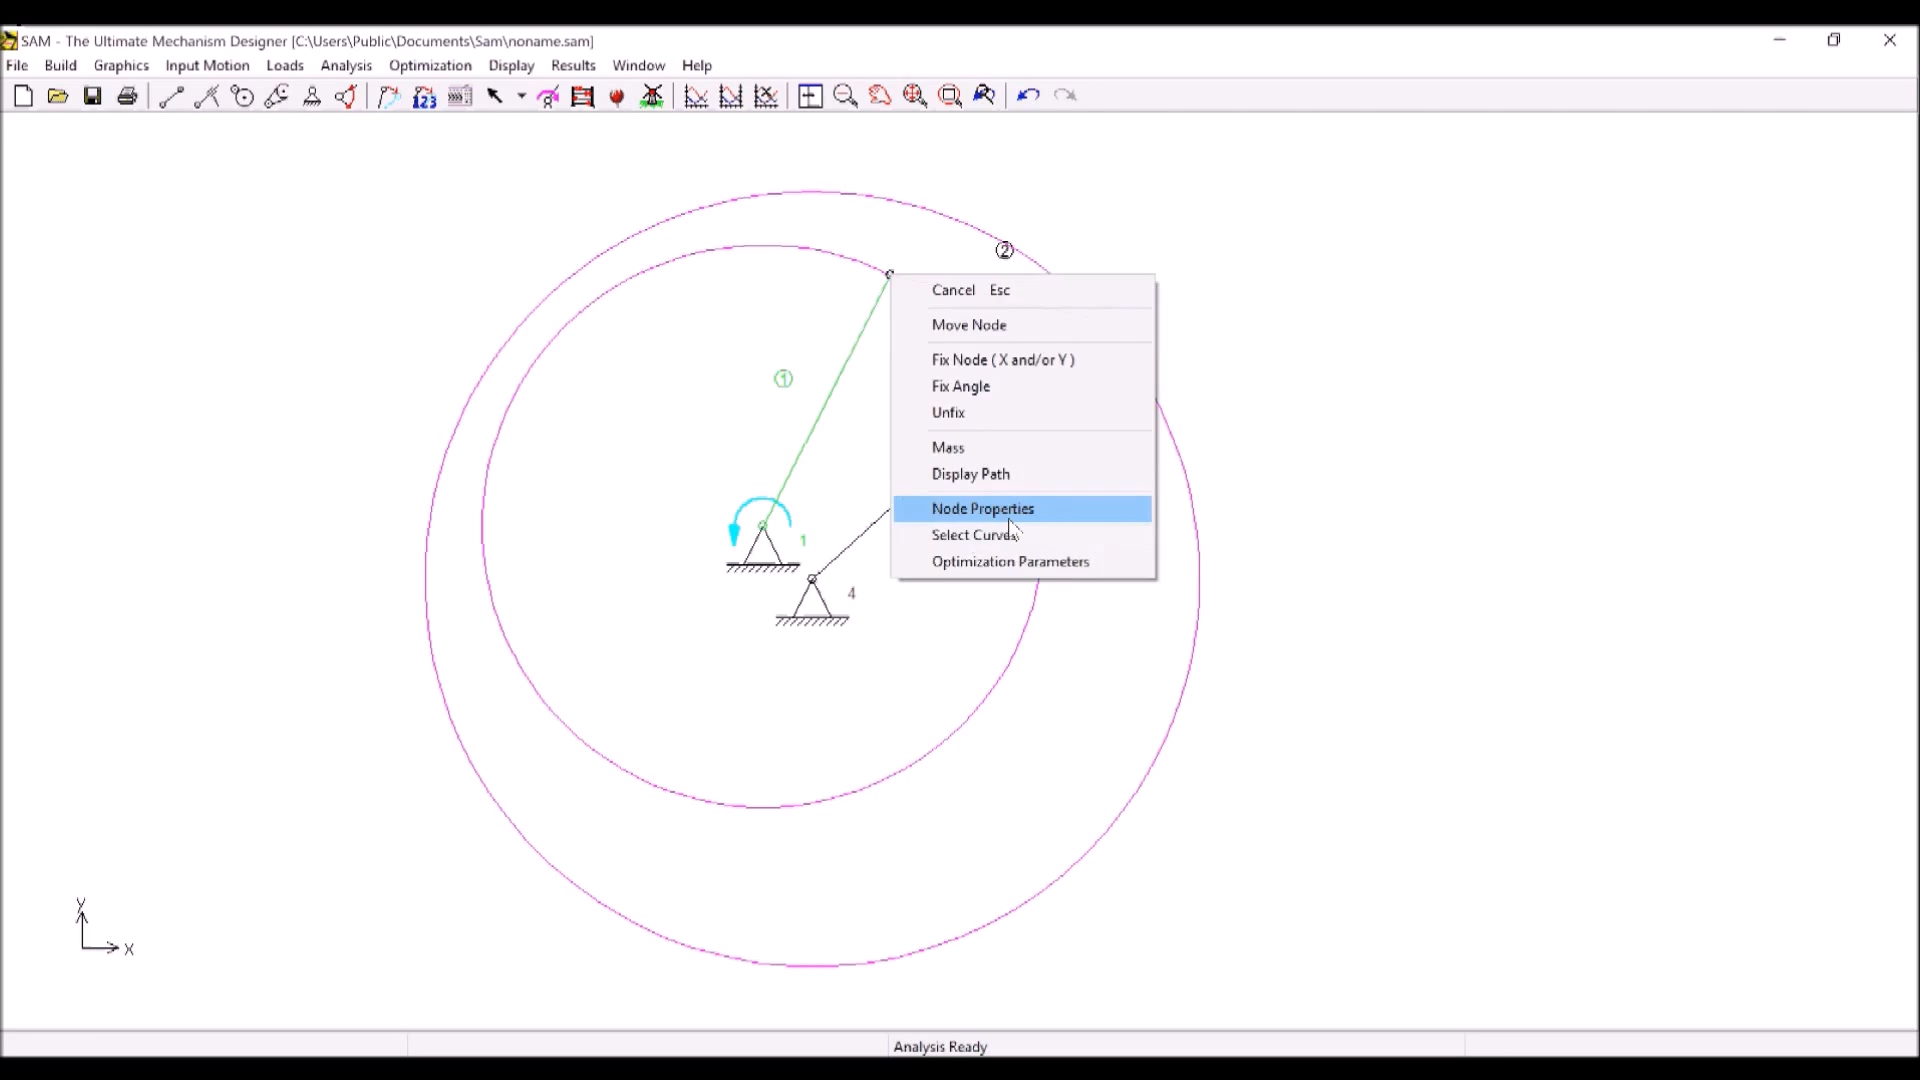 SAM - The Ultimate Mechanism Designer [C:\Users\Public\Documents\Sam\noname.sam]
File Build Graphics Input Motion Loads Analysis Optimization Display Results Window Help
123
2
Cancel Esc
Move Node
Fix Node ( X and/or Y )
Fix Angle
Unfix
Mass
Display Path
Node Properties
Select Curves
Optimization Parameters
1
1
4
Y
X
Analysis Ready